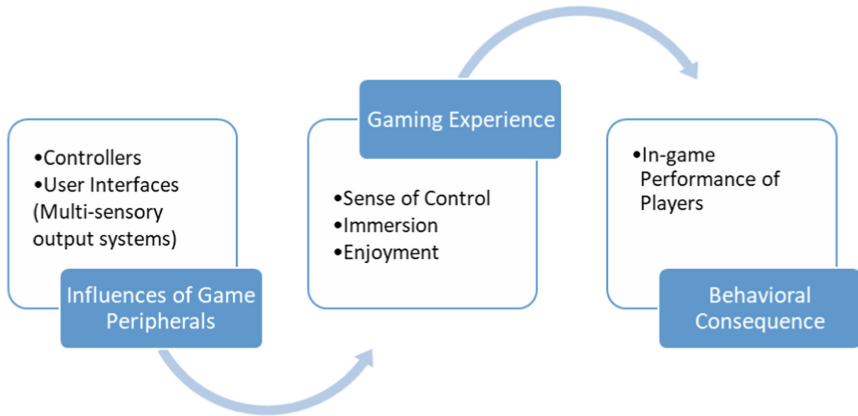 •Controllers
•User Interfaces
(Multi-sensory
output systems)
Influences of Game
Peripherals
Gaming Experience
•Sense of Control
•Immersion
•Enjoyment
•In-game
Performance of
Players
Behavioral
Consequence